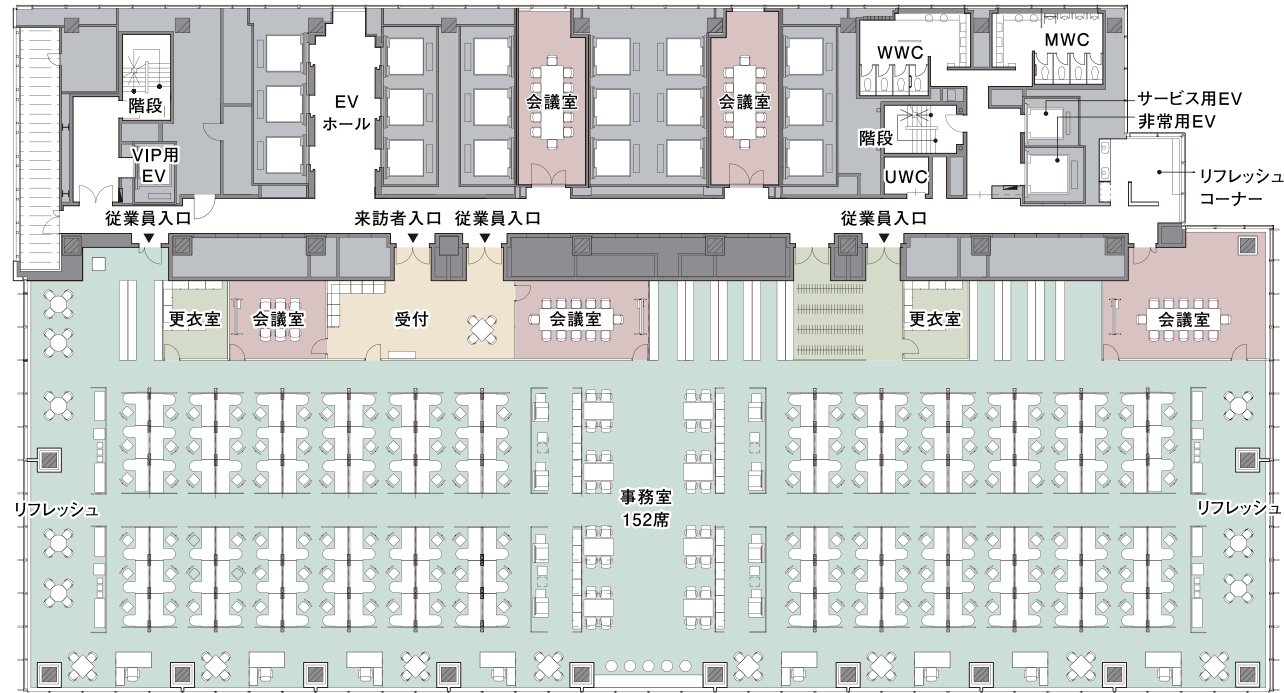 WWC
MWC
階段
EV
ホール
会議室
会議室
サービス用EV
非常用EV
階段
VIP用
EV
UWC
リフレッシュ
コーナー
従業員入口
来訪者入口
従業員入口
従業員入口
更衣室
会議室
受付
会議室
更衣室
会議室
リフレッシュ
事務室
152席
リフレッシュ